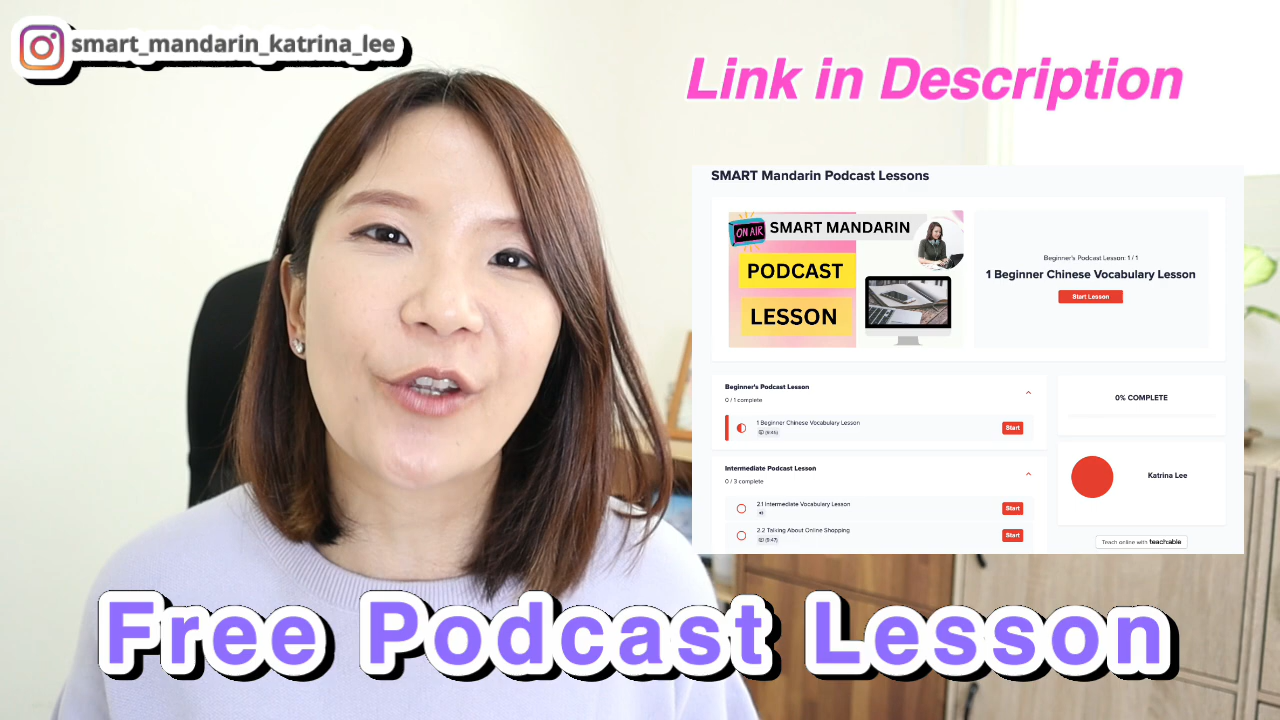 smart_mandarin_katrina_lee
Link in Description
SMART Mandarin Podcast Lessons
ON AIR
SMART MANDARIN
PODCAST
LESSON
Beginner's Podcast Lesson: 1 / 1
1 Beginner Chinese Vocabulary Lesson
Start Lesson
Beginner's Podcast Lesson
0 / 1 complete
1 Beginner Chinese Vocabulary Lesson
Start
0% COMPLETE
Intermediate Podcast Lesson
0 / 3 complete
2.1 Intermediate Vocabulary Lesson
Start
2.2 Talking About Online Shopping
Start
Katrina Lee
Teach online with teachable
Free Podcast Lesson